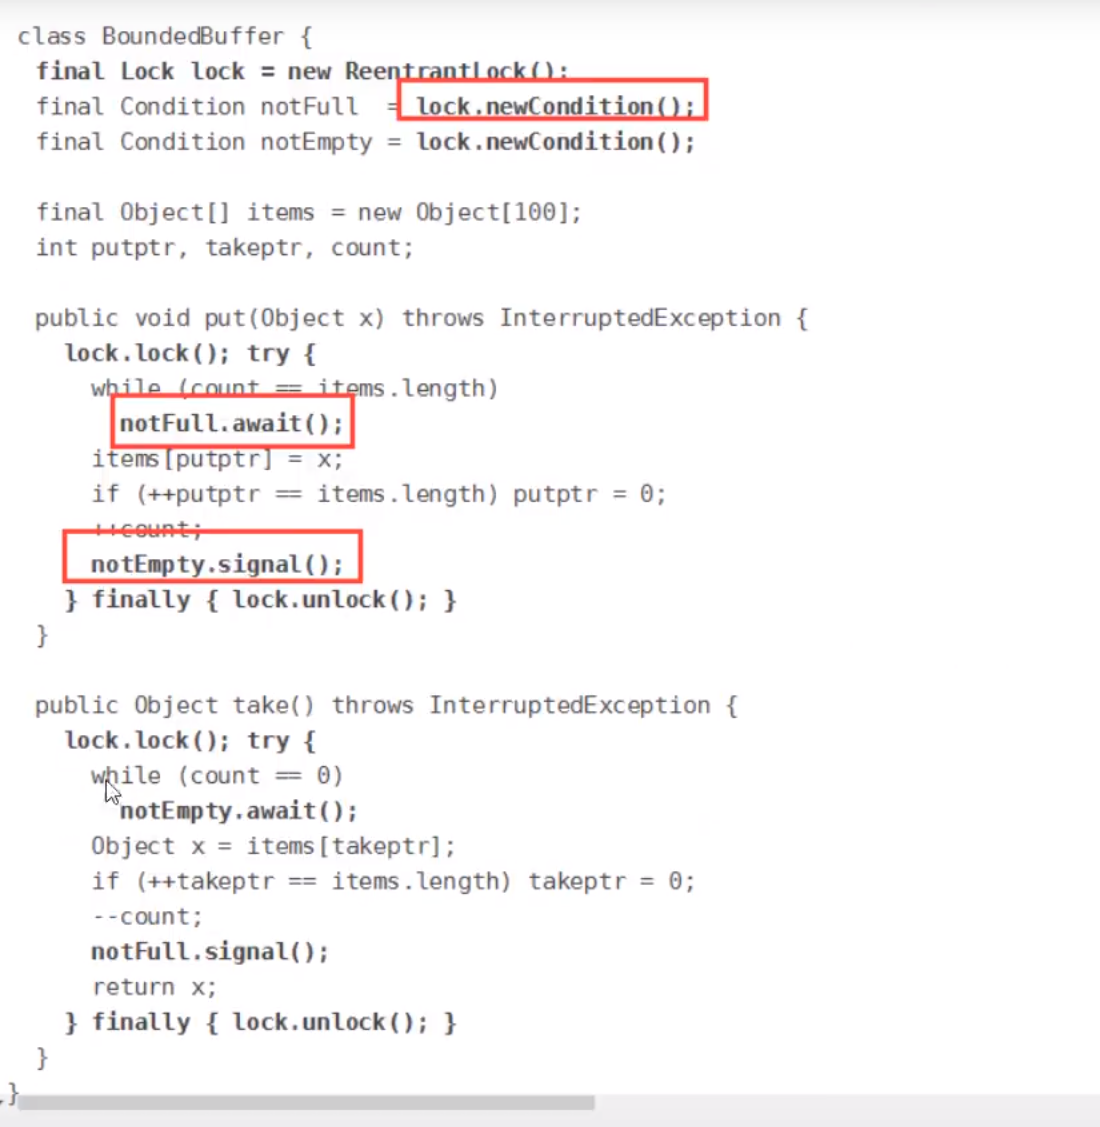 class BoundedBuffer {
final Lock lock = new ReentrantLock();
final Condition notFull  = lock.newCondition();
final Condition notEmpty = lock.newCondition();
final Object[] items = new Object[100];
int putptr, takeptr, count;
public void put(Object x) throws InterruptedException {
lock.lock(); try {
while (count == items.length)
notFull.await();
items[putptr] = x;
if (++putptr == items.length) putptr = 0;
++count;
notEmpty.signal();
} finally { lock.unlock(); }
}
public Object take() throws InterruptedException {
lock.lock(); try {
while (count == 0)
notEmpty.await();
Object x = items[takeptr];
if (++takeptr == items.length) takeptr = 0;
--count;
notFull.signal();
return x;
} finally { lock.unlock(); }
}
}